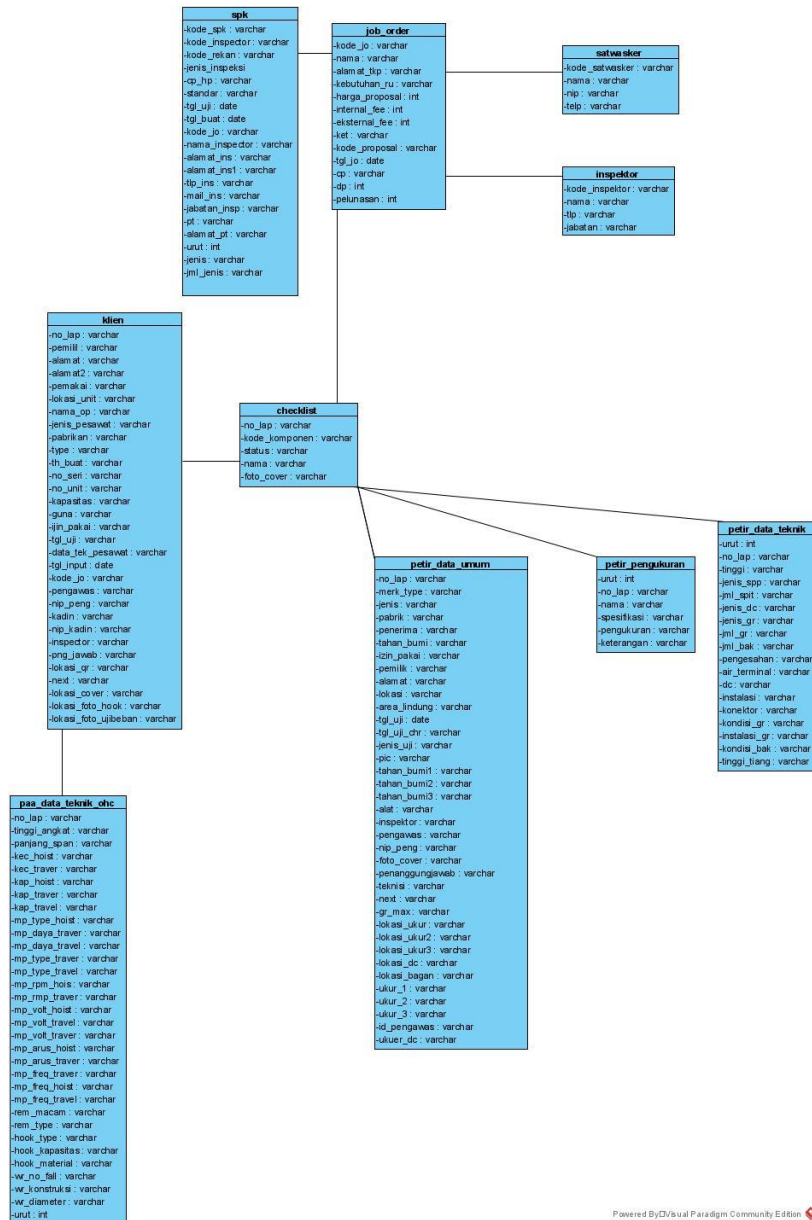 spk
-kode_spk : varchar
-kode_inspector : varchar
-kode_rekan : varchar
-jenis_inspeksi
-cp_hp : varchar
-standar : varchar
-tgl_uji : date
-tgl_buat : date
-kode_jo : varchar
-nama_inspector : varchar
-alamat_ins : varchar
-alamat_ins1 : varchar
-tlp_ins : varchar
-mail_ins : varchar
-jabatan_insp : varchar
-pt : varchar
-alamat_pt : varchar
-urut : int
-jenis : varchar
-jml_jenis : varchar
job_order
-kode_jo : varchar
-nama : varchar
-alamat_tkp : varchar
-kebutuhan_ru : varchar
-harga_proposal : int
-internal_fee : int
-eksternal_fee : int
-ket : varchar
-kode_proposal : varchar
-tgl_jo : date
-cp : varchar
-dp : int
-pelunasan : int
satwasker
-kode_satwasker : varchar
-nama : varchar
-nip : varchar
-telp : varchar
inspektor
-kode_inspektor : varchar
-nama : varchar
-tlp : varchar
-jabatan : varchar
klien
-no_lap : varchar
-pemilil : varchar
-alamat : varchar
-alamat2 : varchar
-pemakai : varchar
-lokasi_unit : varchar
-nama_op : varchar
-jenis_pesawat : varchar
-pabrikan : varchar
-type : varchar
-th_buat : varchar
-no_seri : varchar
-no_unit : varchar
-kapasitas : varchar
-guna : varchar
-ijin_pakai : varchar
-tgl_uji : varchar
-data_tek_pesawat : varchar
-tgl_input : date
-kode_jo : varchar
-pengawas : varchar
-nip_peng : varchar
-kadin : varchar
-nip_kadin : varchar
-inspector : varchar
-png_jawab : varchar
-lokasi_qr : varchar
-next : varchar
-lokasi_cover : varchar
-lokasi_foto_hook : varchar
-lokasi_foto_ujibeban : varchar
checklist
-no_lap : varchar
-kode_komponen : varchar
-status : varchar
-nama : varchar
-foto_cover : varchar
petir_data_umum
-no_lap : varchar
-merk_type : varchar
-jenis : varchar
-pabrik : varchar
-penerima : varchar
-tahan_bumi : varchar
-izin_pakai : varchar
-pemilik : varchar
-alamat : varchar
-lokasi : varchar
-area_lindung : varchar
-tgl_uji : date
-tgl_uji_chr : varchar
-jenis_uji : varchar
-pic : varchar
-tahan_bumi1 : varchar
-tahan_bumi2 : varchar
-tahan_bumi3 : varchar
-alat : varchar
-inspektor : varchar
-pengawas : varchar
-nip_peng : varchar
-foto_cover : varchar
-penanggungjawab : varchar
-teknisi : varchar
-next : varchar
-gr_max : varchar
-lokasi_ukur : varchar
-lokasi_ukur2 : varchar
-lokasi_ukur3 : varchar
-lokasi_dc : varchar
-lokasi_bagan : varchar
-ukur_1 : varchar
-ukur_2 : varchar
-ukur_3 : varchar
-id_pengawas : varchar
-ukuer_dc : varchar
petir_pengukuran
-urut : int
-no_lap : varchar
-nama : varchar
-spesifikasi : varchar
-pengukuran : varchar
-keterangan : varchar
petir_data_teknik
-urut : int
-no_lap : varchar
-tinggi : varchar
-jenis_spp : varchar
-jml_spit : varchar
-jenis_dc : varchar
-jenis_gr : varchar
-jml_gr : varchar
-jml_bak : varchar
-pengesahan : varchar
-air_terminal : varchar
-dc : varchar
-instalasi : varchar
-konektor : varchar
-kondisi_gr : varchar
-instalasi_gr : varchar
-kondisi_bak : varchar
-tinggi_tiang : varchar
paa_data_teknik_ohc
-no_lap : varchar
-tinggi_angkat : varchar
-panjang_span : varchar
-kec_hoist : varchar
-kec_traver : varchar
-kap_hoist : varchar
-kap_traver : varchar
-kap_travel : varchar
-mp_type_hoist : varchar
-mp_daya_traver : varchar
-mp_daya_travel : varchar
-mp_type_traver : varchar
-mp_type_travel : varchar
-mp_rpm_hois : varchar
-mp_rmp_traver : varchar
-mp_volt_hoist : varchar
-mp_volt_travel : varchar
-mp_volt_traver : varchar
-mp_arus_hoist : varchar
-mp_arus_traver : varchar
-mp_freq_traver : varchar
-mp_freq_hoist : varchar
-mp_freq_travel : varchar
-rem_macam : varchar
-rem_type : varchar
-hook_type : varchar
-hook_kapasitas : varchar
-hook_material : varchar
-wr_no_fall : varchar
-wr_konstruksi : varchar
-wr_diameter : varchar
-urut : int
Powered By□Visual Paradigm Community Edition